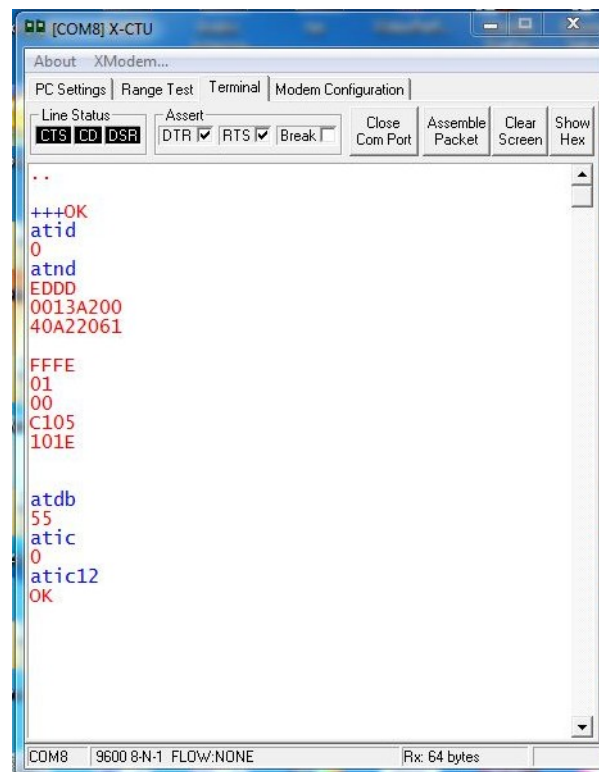 [COM8] X-CTU
About XModem...
PC Settings Range Test Terminal Modem Configuration
Line Status
CTS CD DSR
Assert
DTR RTS Break
Close Com Port
Assemble Packet
Clear Screen
Show Hex
..
+++OK
atid
0
atnd
EDDD
0013A200
40A22061
FFFE
01
00
C105
101E
atdb
55
atic
0
atic12
OK
COM8 9600 8-N-1 FLOW:NONE Rx: 64 bytes